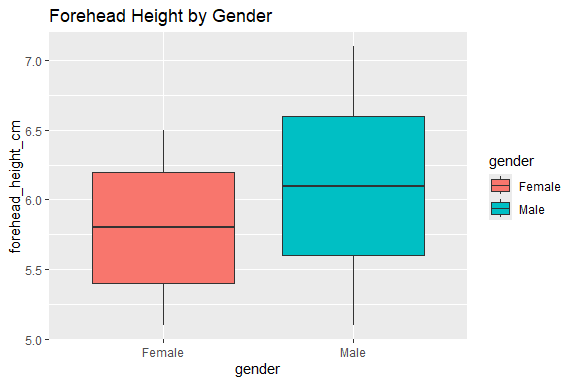 Forehead Height by Gender
forehead_height_cm
7.0
6.5
6.0
5.5
5.0
Female
Male
gender
gender
Female
Male